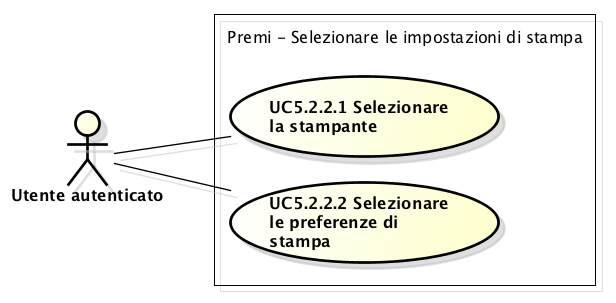 Premi - Selezionare le impostazioni di stampa
UC5.2.2.1 Selezionare
la stampante
Utente autenticato
UC5.2.2.2 Selezionare
le preferenze di
stampa